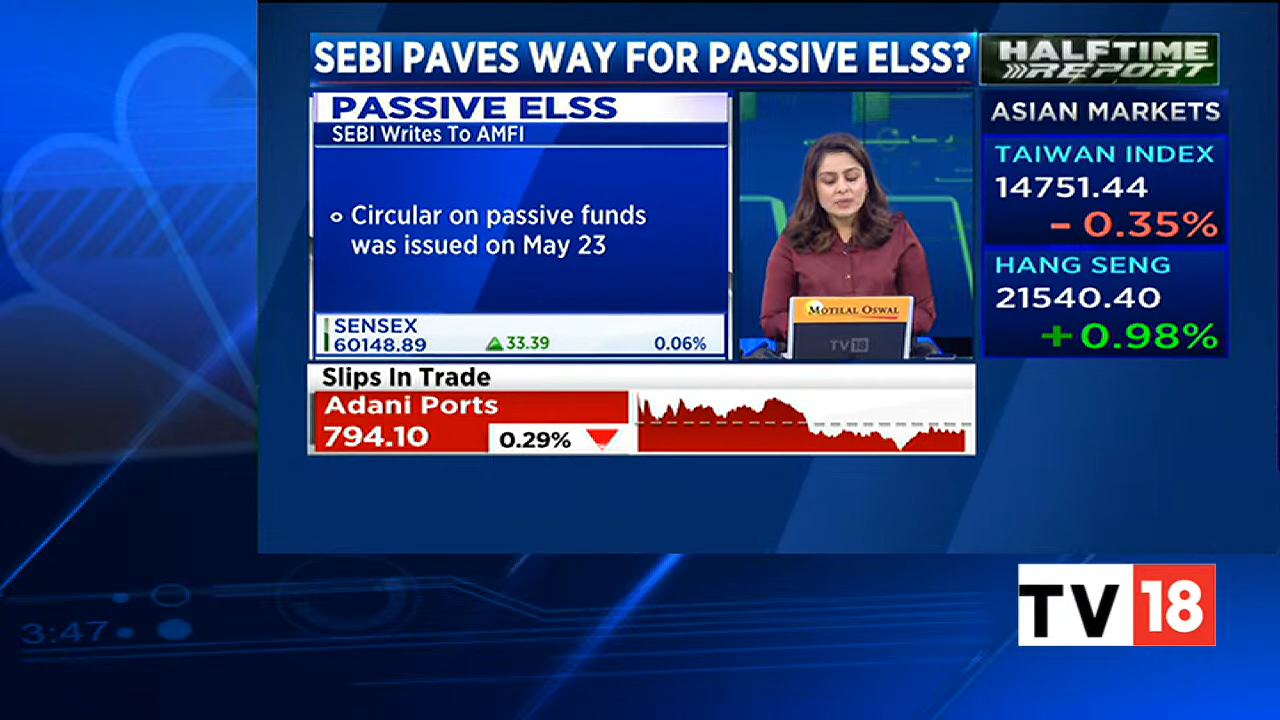 SEBI PAVES WAY FOR PASSIVE ELSS?
HALFTIME
REPORT
PASSIVE ELSS
SEBI Writes To AMFI
Circular on passive funds
was issued on May 23
SENSEX
60148.89
33.39
0.06%
MOTILAL OSWAL
TV18
ASIAN MARKETS
TAIWAN INDEX
14751.44
- 0.35%
HANG SENG
21540.40
+0.98%
Slips In Trade
Adani Ports
794.10
0.29%
3:47
TV18